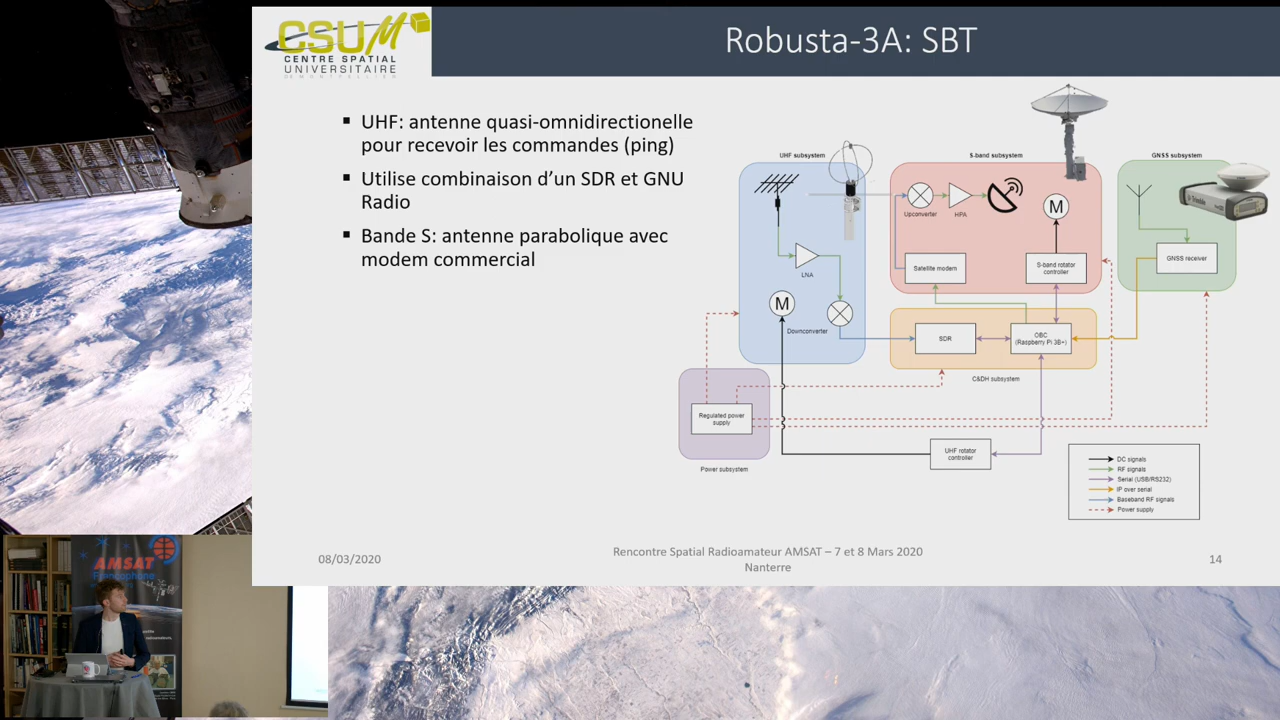 CSUM
CENTRE SPATIAL
UNIVERSITAIRE
DE MONTPELLIER
Robusta-3A: SBT
UHF: antenne quasi-omnidirectionelle
pour recevoir les commandes (ping)
Utilise combinaison d'un SDR et GNU
Radio
Bande S: antenne parabolique avec
modem commercial
UHF subsystem
S-band subsystem
GNSS subsystem
Upconverter
HPA
M
LNA
Satellite modem
S-band rotator
controller
GNSS receiver
M
Downconverter
SDR
OBC
(Raspberry Pi 3B+)
C&DH subsystem
Regulated power
supply
Power subsystem
UHF rotator
controller
DC signals
RF signals
Serial (USB/RS232)
IP over serial
Baseband RF signals
Power supply
08/03/2020
Rencontre Spatial Radioamateur AMSAT – 7 et 8 Mars 2020
Nanterre
14
AMSAT
Francophone